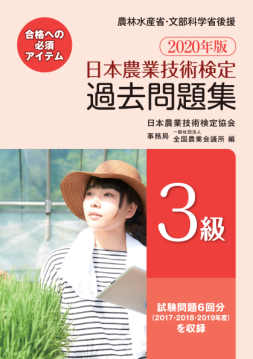 農林水産省・文部科学省後援
合格への
必須
アイテム
2020年版
日本農業技術検定
過去問題集
日本農業技術検定協会
事務局 一般社団法人 全国農業会議所 編
3級
試験問題6回分
(2017・2018・2019年度)
を収録